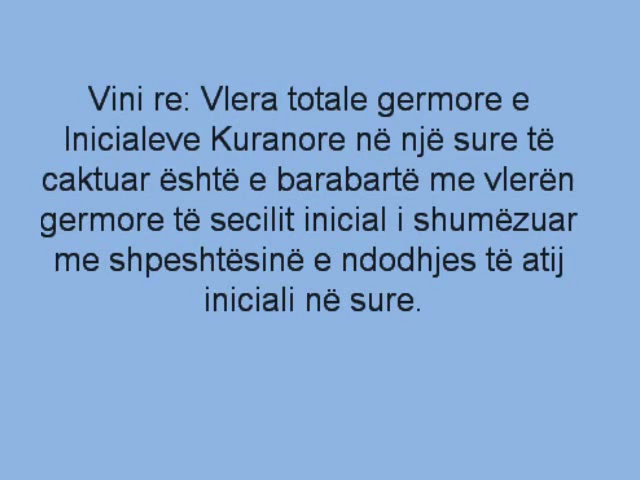 Vini re: Vlera totale germore e
Inicialeve Kuranore në një sure të
caktuar është e barabartë me vlerën
germore të secilit inicial i shumëzuar
me shpeshtësinë e ndodhjes të atij
iniciali në sure.